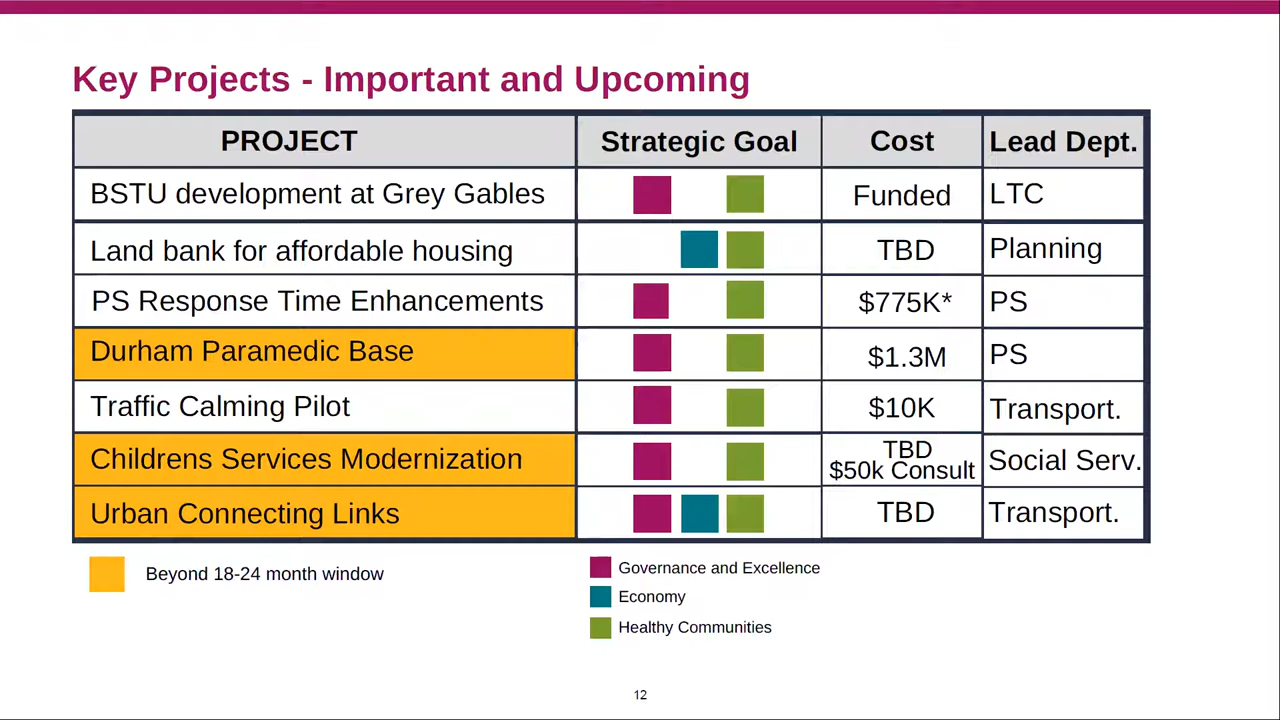 Key Projects - Important and Upcoming
PROJECT Strategic Goal Cost Lead Dept.
BSTU development at Grey Gables Funded LTC
Land bank for affordable housing TBD Planning
PS Response Time Enhancements $775K* PS
Durham Paramedic Base $1.3M PS
Traffic Calming Pilot $10K Transport.
Childrens Services Modernization TBD Social Serv.
$50k Consult
Urban Connecting Links TBD Transport.
Beyond 18-24 month window
Governance and Excellence
Economy
Healthy Communities
12